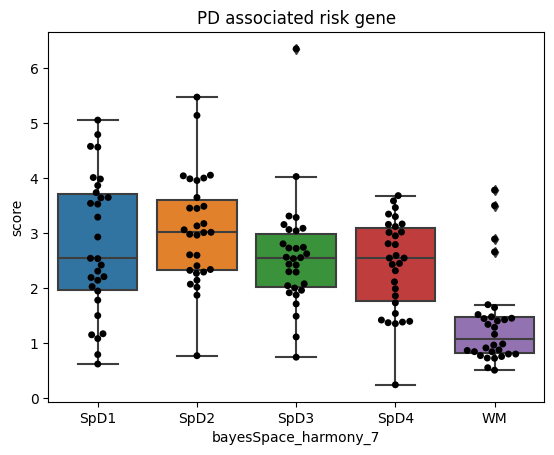 PD associated risk gene
score
6
5
4
3
2
1
0
SpD1 SpD2 SpD3 SpD4 WM
bayesSpace_harmony_7